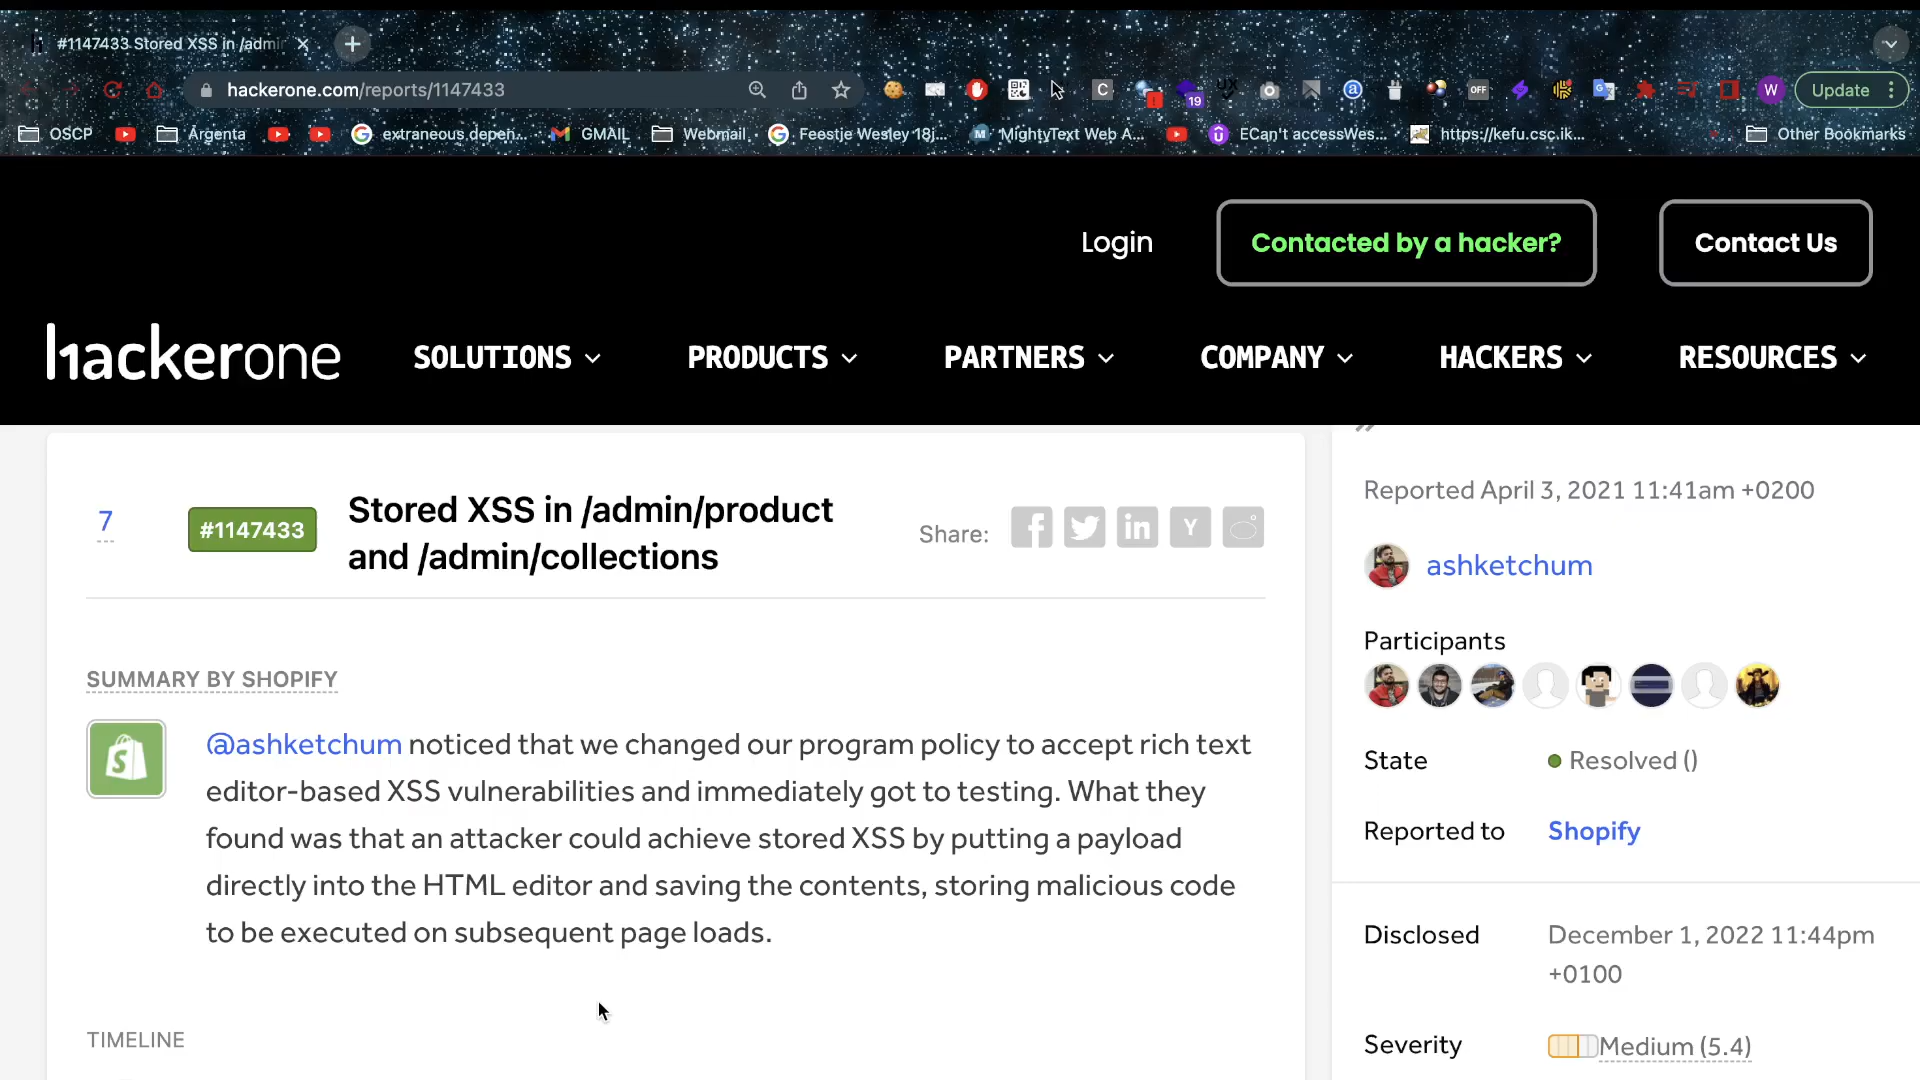 #1147433 Stored XSS in /admin
hackerone.com/reports/1147433
19
OFF
W
Update
OSCP
Argenta
extraneous.depen...
GMAIL
Webmail
Feestje Wesley 18j...
MightyText Web A...
ECan't accessWes...
https://kefu.csc.ik...
Other Bookmarks
Login
Contacted by a hacker?
Contact Us
hackerone
SOLUTIONS
PRODUCTS
PARTNERS
COMPANY
HACKERS
RESOURCES
7
#1147433
Stored XSS in /admin/product
and /admin/collections
Share:
SUMMARY BY SHOPIFY
@ashketchum noticed that we changed our program policy to accept rich text
editor-based XSS vulnerabilities and immediately got to testing. What they
found was that an attacker could achieve stored XSS by putting a payload
directly into the HTML editor and saving the contents, storing malicious code
to be executed on subsequent page loads.
TIMELINE
Reported April 3, 2021 11:41am +0200
ashketchum
Participants
State
Resolved ()
Reported to
Shopify
Disclosed
December 1, 2022 11:44pm
+0100
Severity
Medium (5.4)